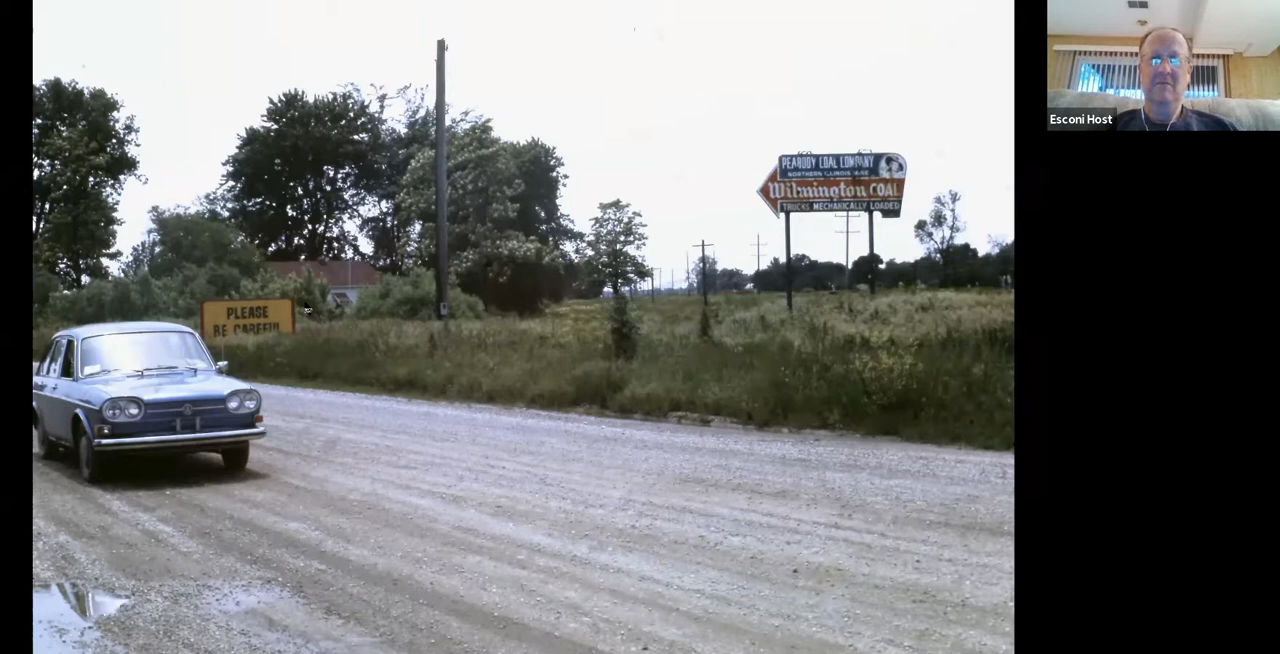 PEABODY COAL COMPANY
NORTHERN ILLINOIS MINE
Wilmington COAL
TRUCKS MECHANICALLY LOADED
PLEASE
BE CAREFUL
Esconi Host